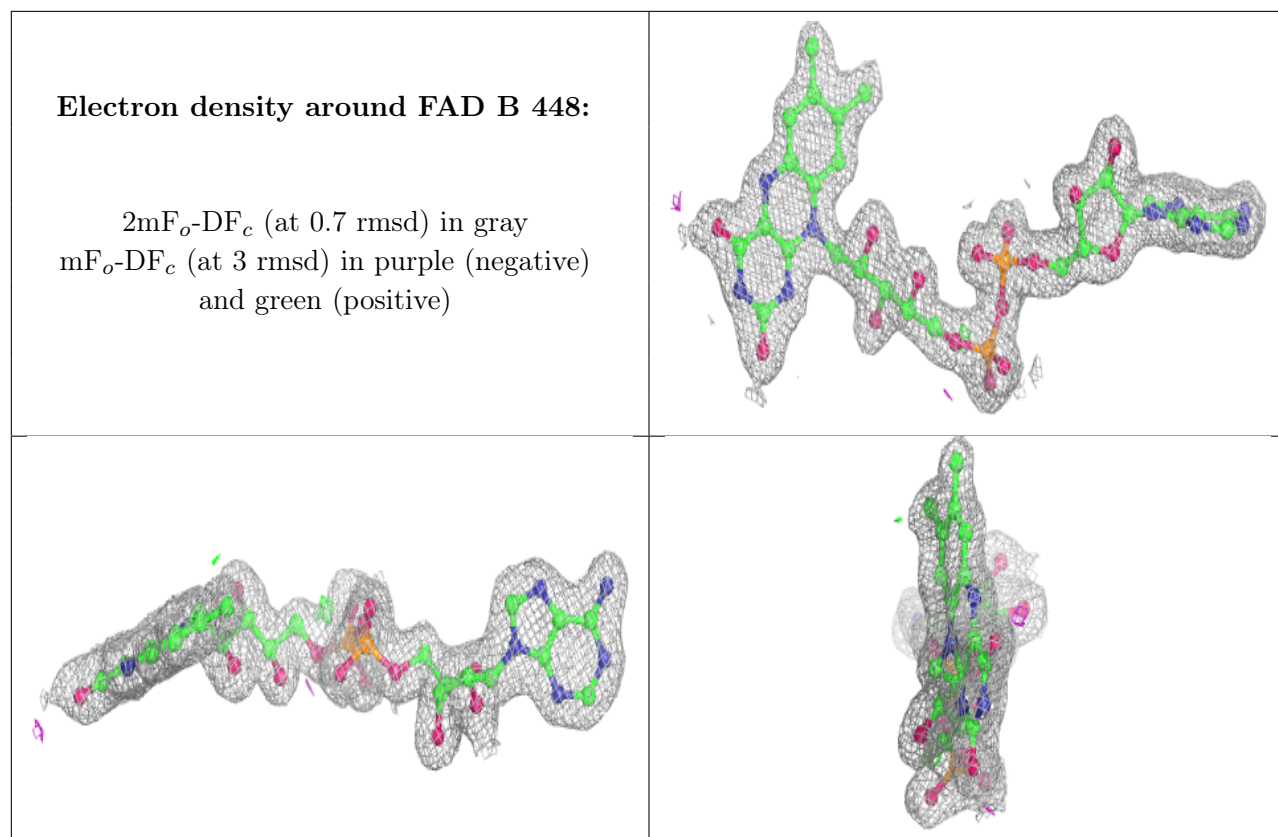 Electron density around FAD B 448:
2mFₒ-DF𝒸 (at 0.7 rmsd) in gray
mFₒ-DF𝒸 (at 3 rmsd) in purple (negative)
and green (positive)